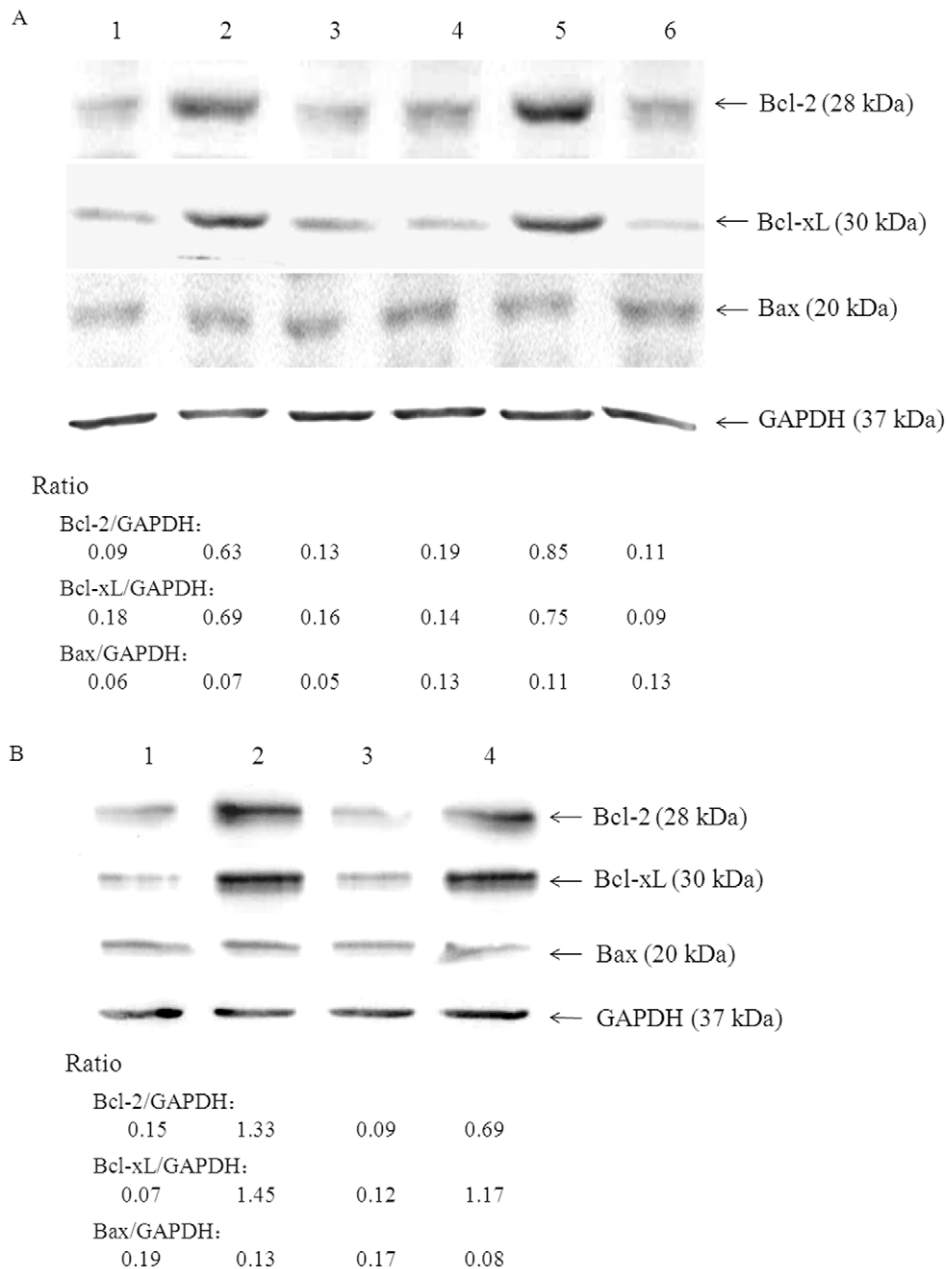 A
1 2 3 4 5 6
← Bcl-2 (28 kDa)
← Bcl-xL (30 kDa)
← Bax (20 kDa)
← GAPDH (37 kDa)
Ratio
Bcl-2/GAPDH:
0.09 0.63 0.13 0.19 0.85 0.11
Bcl-xL/GAPDH:
0.18 0.69 0.16 0.14 0.75 0.09
Bax/GAPDH:
0.06 0.07 0.05 0.13 0.11 0.13
B
1 2 3 4
← Bcl-2 (28 kDa)
← Bcl-xL (30 kDa)
← Bax (20 kDa)
← GAPDH (37 kDa)
Ratio
Bcl-2/GAPDH:
0.15 1.33 0.09 0.69
Bcl-xL/GAPDH:
0.07 1.45 0.12 1.17
Bax/GAPDH:
0.19 0.13 0.17 0.08